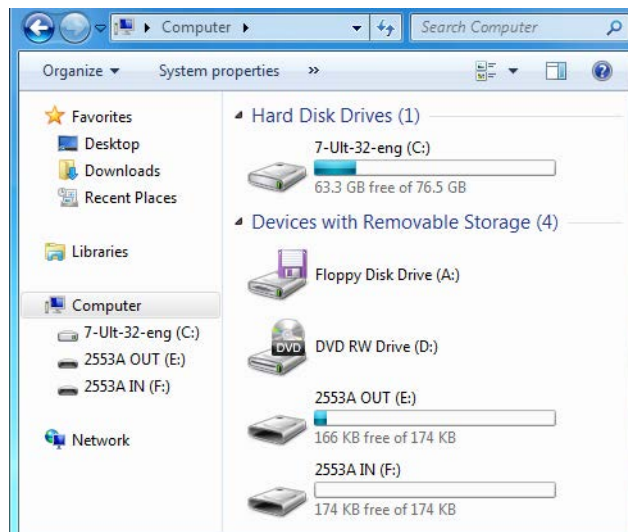 Computer
Search Computer
Organize
System properties
»
Favorites
Desktop
Downloads
Recent Places
Libraries
Computer
7-Ult-32-eng (C:)
2553A OUT (E:)
2553A IN (F:)
Network
Hard Disk Drives (1)
7-Ult-32-eng (C:)
63.3 GB free of 76.5 GB
Devices with Removable Storage (4)
Floppy Disk Drive (A:)
DVD
DVD RW Drive (D:)
2553A OUT (E:)
166 KB free of 174 KB
2553A IN (F:)
174 KB free of 174 KB